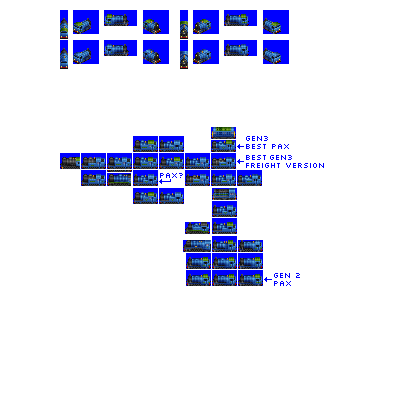 GEN3
BEST PAX
BEST GEN3
FREIGHT VERSION
PAX?
GEN 2
PAX